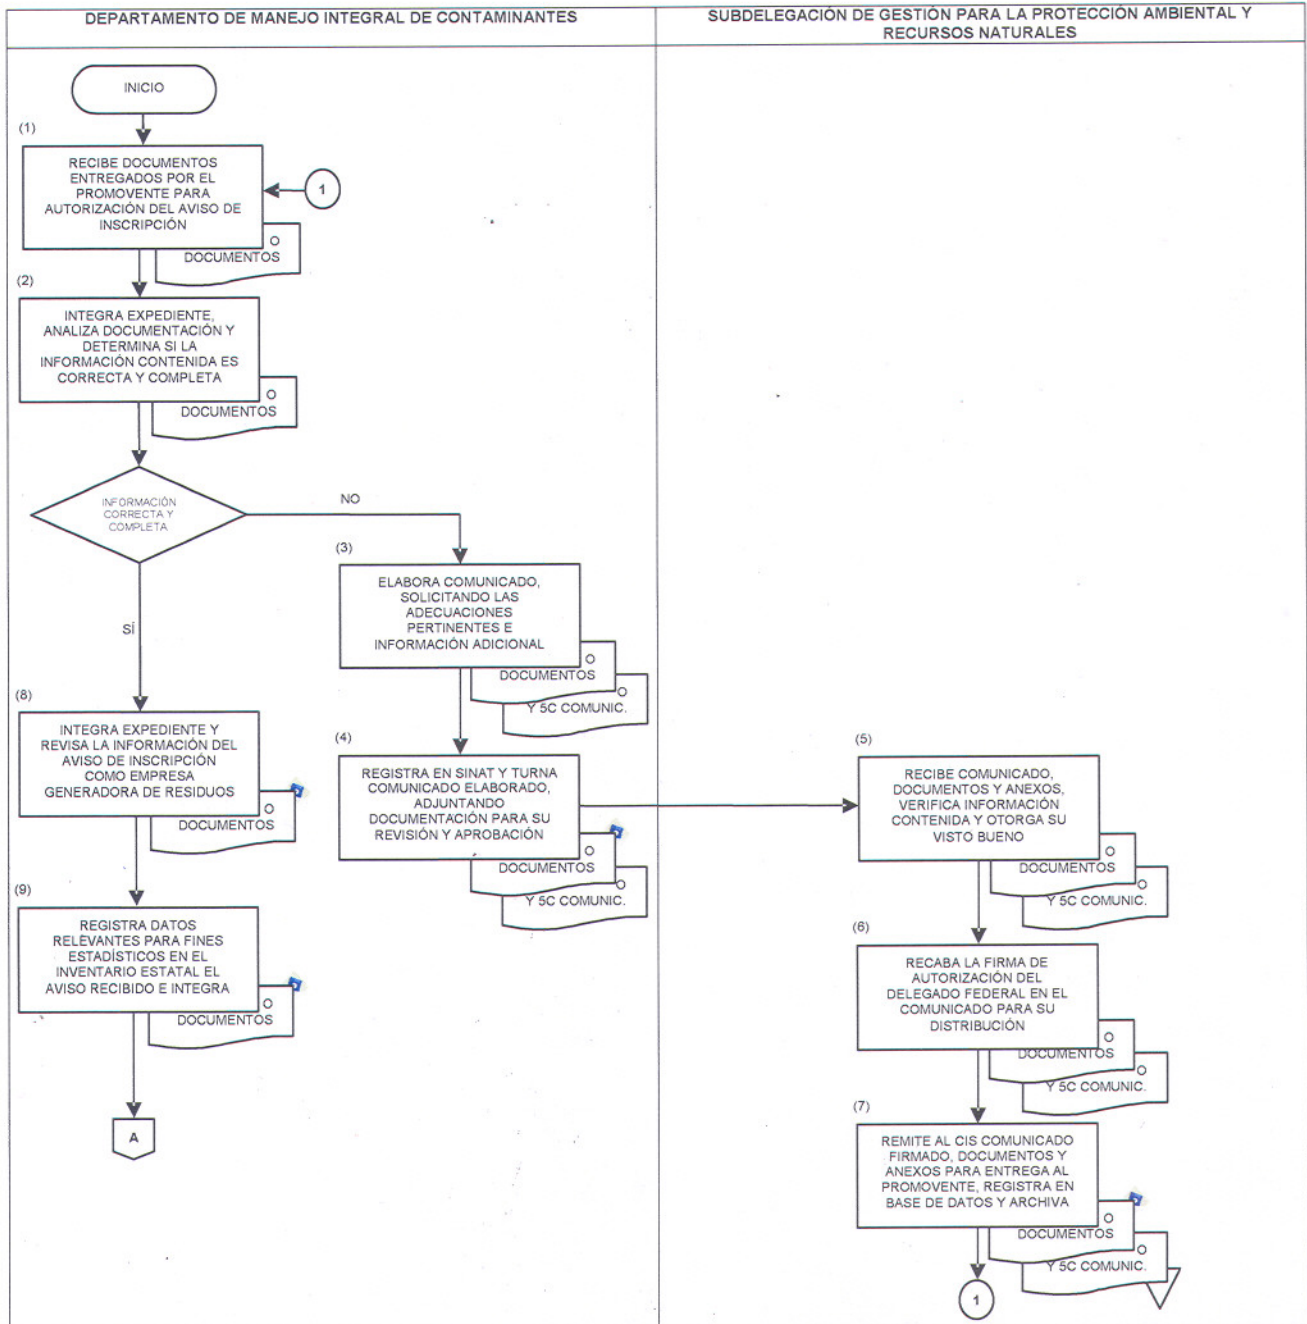 DEPARTAMENTO DE MANEJO INTEGRAL DE CONTAMINANTES
SUBDELEGACIÓN DE GESTIÓN PARA LA PROTECCIÓN AMBIENTAL Y
RECURSOS NATURALES
INICIO
(1)
RECIBE DOCUMENTOS
ENTREGADOS POR EL
PROMOVENTE PARA
AUTORIZACIÓN DEL AVISO DE
INSCRIPCIÓN
1
O
DOCUMENTOS
(2)
INTEGRA EXPEDIENTE,
ANALIZA DOCUMENTACIÓN Y
DETERMINA SI LA
INFORMACIÓN CONTENIDA ES
CORRECTA Y COMPLETA
O
DOCUMENTOS
INFORMACIÓN
CORRECTA Y
COMPLETA
NO
SÍ
(3)
ELABORA COMUNICADO,
SOLICITANDO LAS
ADECUACIONES
PERTINENTES E
INFORMACIÓN ADICIONAL
O
DOCUMENTOS
O
Y 5C COMUNIC.
(4)
REGISTRA EN SINAT Y TURNA
COMUNICADO ELABORADO,
ADJUNTANDO
DOCUMENTACIÓN PARA SU
REVISIÓN Y APROBACIÓN
O
DOCUMENTOS
O
Y 5C COMUNIC.
(8)
INTEGRA EXPEDIENTE Y
REVISA LA INFORMACIÓN DEL
AVISO DE INSCRIPCIÓN
COMO EMPRESA
GENERADORA DE RESIDUOS
O
DOCUMENTOS
(9)
REGISTRA DATOS
RELEVANTES PARA FINES
ESTADÍSTICOS EN EL
INVENTARIO ESTATAL EL
AVISO RECIBIDO E INTEGRA
O
DOCUMENTOS
A
(5)
RECIBE COMUNICADO,
DOCUMENTOS Y ANEXOS,
VERIFICA INFORMACIÓN
CONTENIDA Y OTORGA SU
VISTO BUENO
O
DOCUMENTOS
O
Y 5C COMUNIC.
(6)
RECABA LA FIRMA DE
AUTORIZACIÓN DEL
DELEGADO FEDERAL EN EL
COMUNICADO PARA SU
DISTRIBUCIÓN
O
DOCUMENTOS
O
Y 5C COMUNIC.
(7)
REMITE AL CIS COMUNICADO
FIRMADO, DOCUMENTOS Y
ANEXOS PARA ENTREGA AL
PROMOVENTE, REGISTRA EN
BASE DE DATOS Y ARCHIVA
O
DOCUMENTOS
O
Y 5C COMUNIC.
1